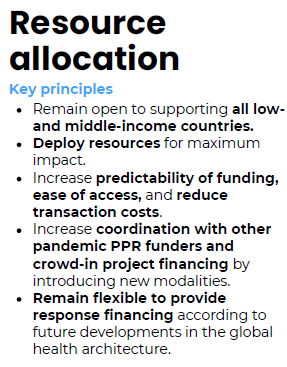 Resource
allocation
Key principles
• Remain open to supporting all low-
and middle-income countries.
• Deploy resources for maximum
impact.
• Increase predictability of funding,
ease of access, and reduce
transaction costs.
• Increase coordination with other
pandemic PPR funders and
crowd-in project financing by
introducing new modalities.
• Remain flexible to provide
response financing according to
future developments in the global
health architecture.